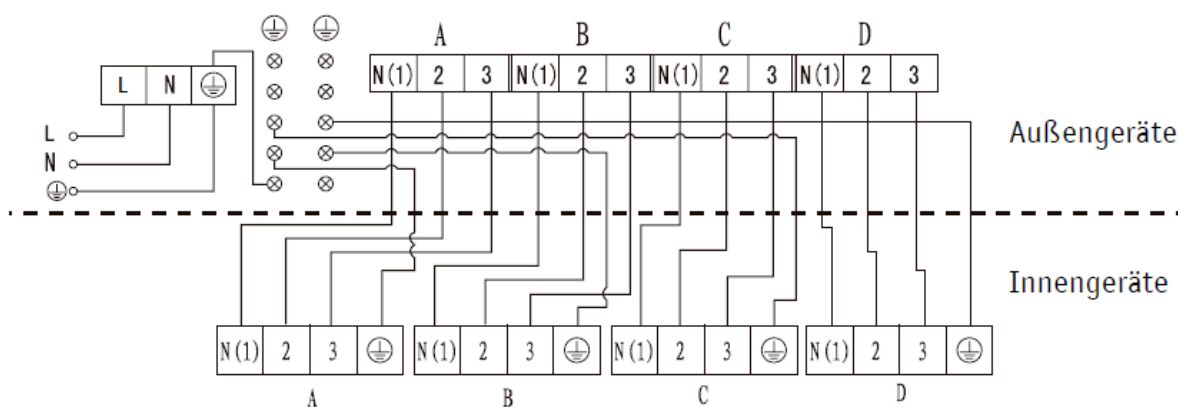 A B C D
N(1) 2 3 N(1) 2 3 N(1) 2 3 N(1) 2 3
L N
L
N
Außengeräte
Innengeräte
N(1) 2 3 N(1) 2 3 N(1) 2 3 N(1) 2 3
A B C D